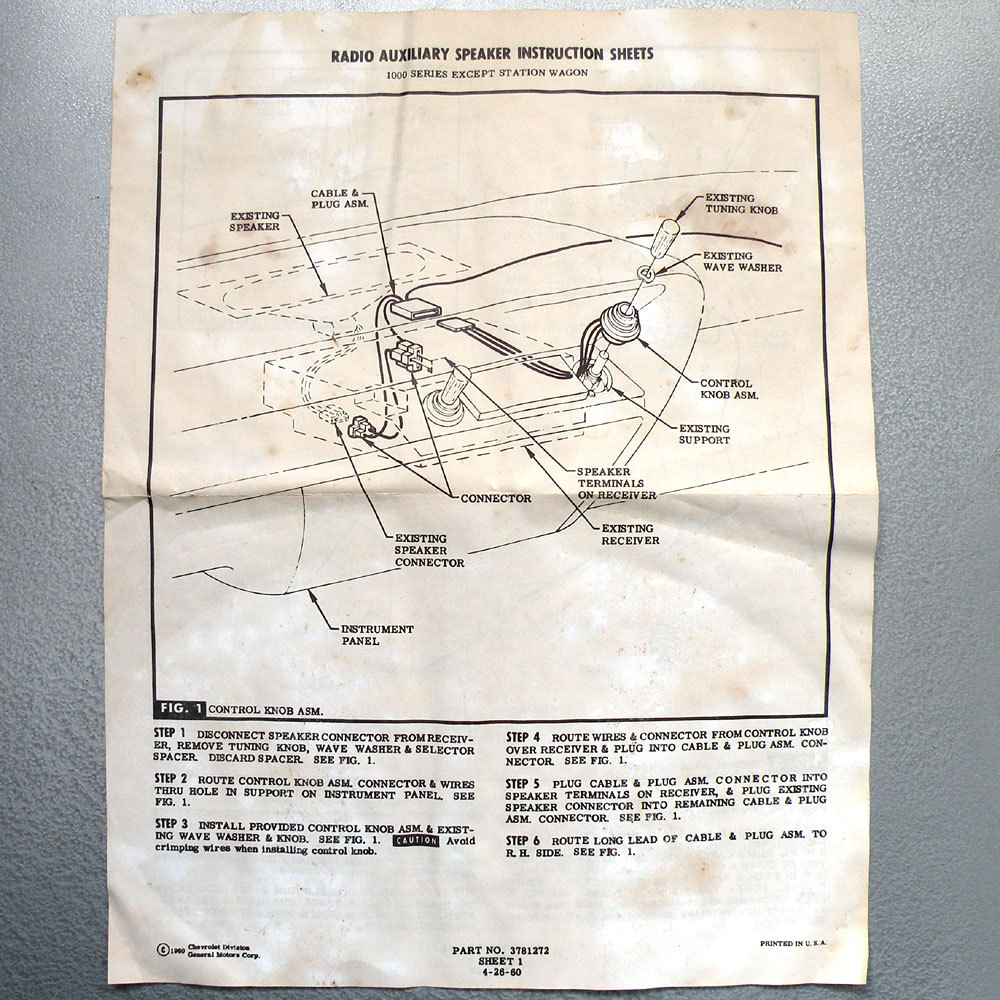 RADIO AUXILIARY SPEAKER INSTRUCTION SHEETS
1000 SERIES EXCEPT STATION WAGON
CABLE &
PLUG ASM.
EXISTING
SPEAKER
EXISTING
TUNING KNOB
EXISTING
WAVE WASHER
CONTROL
KNOB ASM.
EXISTING
SUPPORT
SPEAKER
TERMINALS
ON RECEIVER
CONNECTOR
EXISTING
RECEIVER
EXISTING
SPEAKER
CONNECTOR
INSTRUMENT
PANEL
FIG. 1 CONTROL KNOB ASM.
STEP 1 DISCONNECT SPEAKER CONNECTOR FROM RECEIV-
ER, REMOVE TUNING KNOB, WAVE WASHER & SELECTOR
SPACER. DISCARD SPACER. SEE FIG. 1.
STEP 2 ROUTE CONTROL KNOB ASM. CONNECTOR & WIRES
THRU HOLE IN SUPPORT ON INSTRUMENT PANEL. SEE
FIG. 1.
STEP 3 INSTALL PROVIDED CONTROL KNOB ASM. & EXIST-
ING WAVE WASHER & KNOB. SEE FIG. 1. CAUTION Avoid
crimping wires when installing control knob.
STEP 4 ROUTE WIRES & CONNECTOR FROM CONTROL KNOB
OVER RECEIVER & PLUG INTO CABLE & PLUG ASM. CON-
NECTOR. SEE FIG. 1.
STEP 5 PLUG CABLE & PLUG ASM. CONNECTOR INTO
SPEAKER TERMINALS ON RECEIVER, & PLUG EXISTING
SPEAKER CONNECTOR INTO REMAINING CABLE & PLUG
ASM. CONNECTOR. SEE FIG. 1.
STEP 6 ROUTE LONG LEAD OF CABLE & PLUG ASM. TO
R.H. SIDE. SEE FIG. 1.
© 1960 Chevrolet Division
General Motors Corp.
PART NO. 3781272
SHEET 1
4-26-60
PRINTED IN U.S.A.